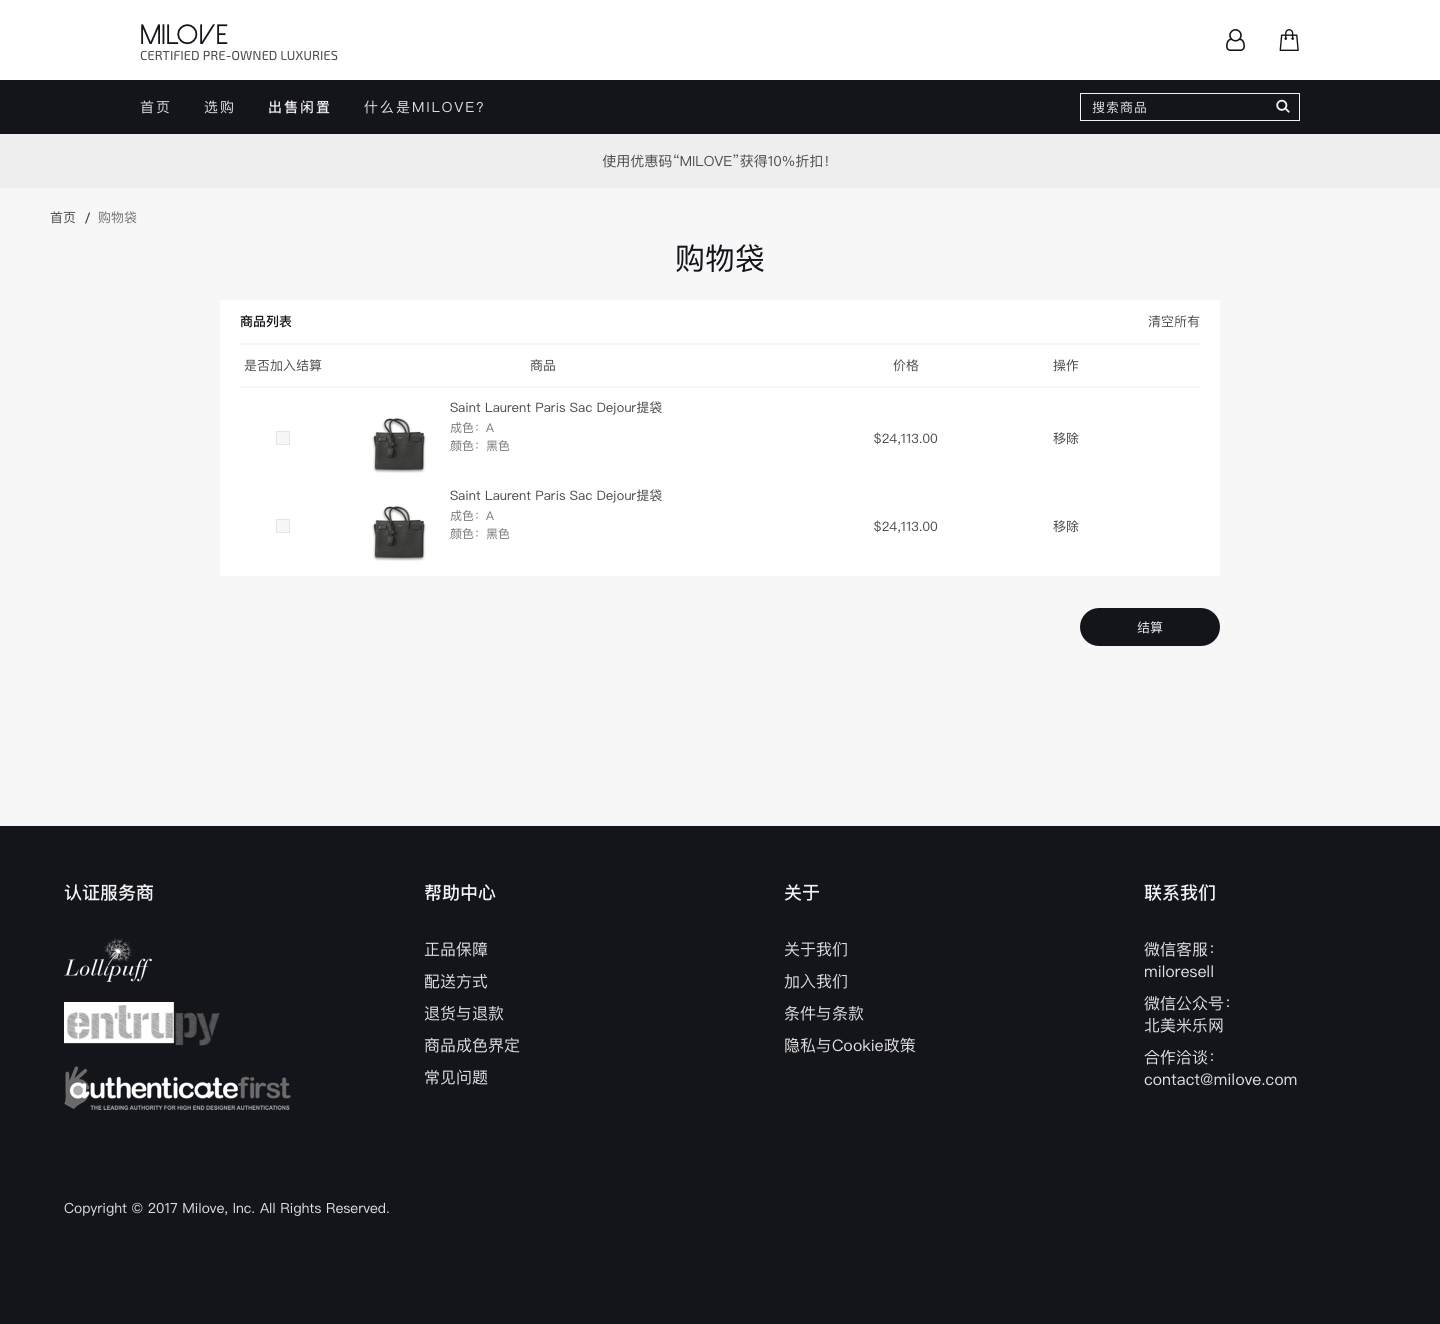 MILOVE
CERTIFIED PRE-OWNED LUXURIES
首页 选购 出售闲置 什么是MILOVE? 搜索商品
使用优惠码“MILOVE”获得10%折扣!
首页 / 购物袋
购物袋
商品列表 清空所有
是否加入结算 商品 价格 操作
Saint Laurent Paris Sac Dejour提袋
成色: A
颜色: 黑色
$24,113.00 移除
Saint Laurent Paris Sac Dejour提袋
成色: A
颜色: 黑色
$24,113.00 移除
结算
认证服务商
Lollipuff
entrupy
authenticatefirst
THE LEADING AUTHORITY FOR HIGH END DESIGNER AUTHENTICATIONS
帮助中心
正品保障
配送方式
退货与退款
商品成色界定
常见问题
关于
关于我们
加入我们
条件与条款
隐私与Cookie政策
联系我们
微信客服:
miloresell
微信公众号:
北美米乐网
合作洽谈:
contact@milove.com
Copyright © 2017 Milove, Inc. All Rights Reserved.